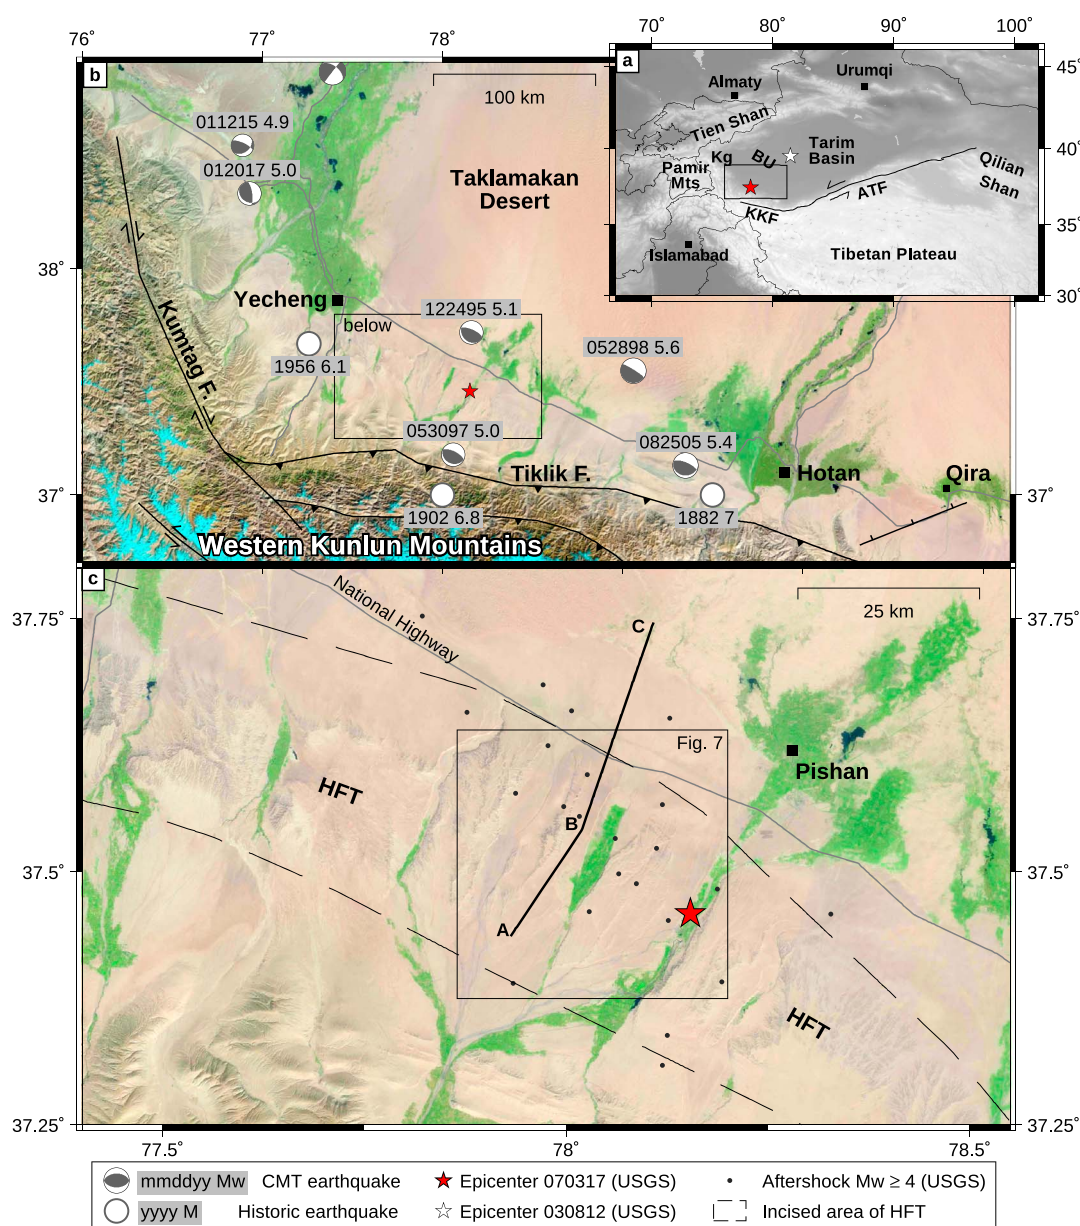 76˚ 77˚ 78˚
70˚ 80˚ 90˚ 100˚
b
100 km
011215 4.9
012017 5.0
Taklamakan
Desert
38˚
Yecheng
below
122495 5.1
052898 5.6
1956 6.1
Kumtag F.
053097 5.0
082505 5.4
Tiklik F.
Hotan
Qira
37˚
37˚
1902 6.8
1882 7
Western Kunlun Mountains
a
45˚
40˚
35˚
30˚
Almaty
Urumqi
Tien Shan
Kg
BU
Tarim
Basin
Pamir
Mts
Qilian
Shan
ATF
KKF
Islamabad
Tibetan Plateau
c
National Highway
25 km
37.75˚
37.75˚
C
Fig. 7
Pishan
HFT
B
37.5˚
37.5˚
A
HFT
37.25˚
37.25˚
77.5˚ 78˚ 78.5˚
mmddyy Mw CMT earthquake
Epicenter 070317 (USGS)
Aftershock Mw ≥ 4 (USGS)
yyyy M Historic earthquake
Epicenter 030812 (USGS)
Incised area of HFT